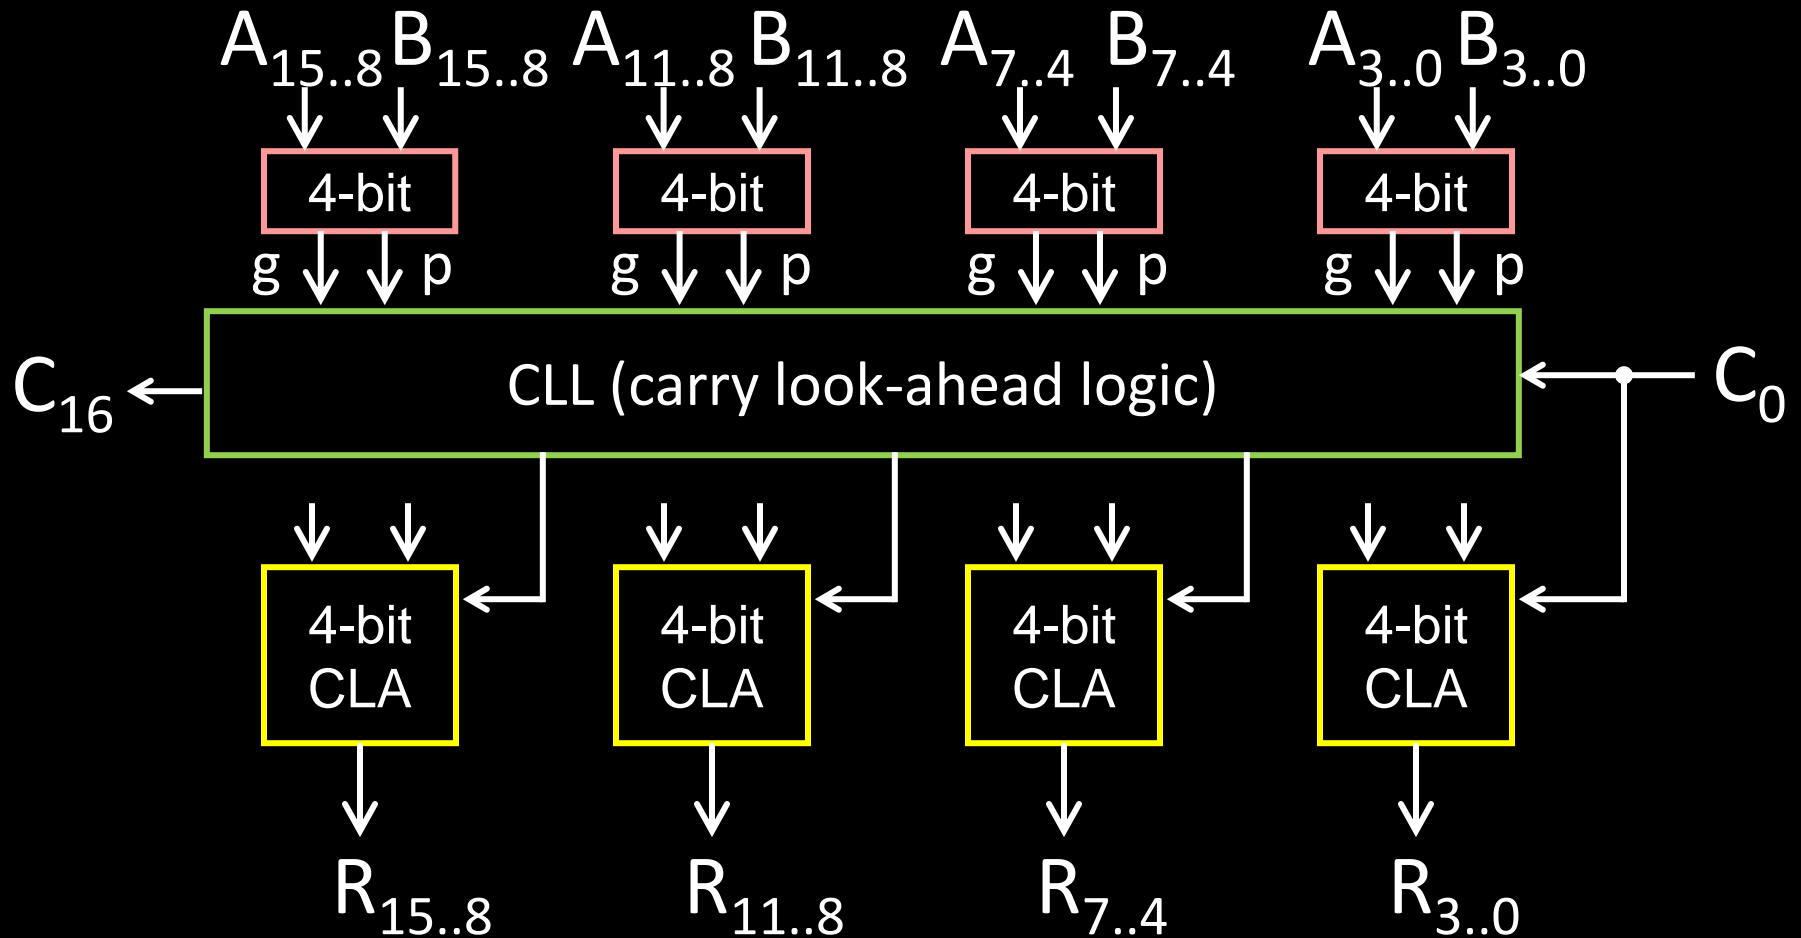 A15..8 B15..8 A11..8 B11..8 A7..4 B7..4 A3..0 B3..0
4-bit 4-bit 4-bit 4-bit
g p g p g p g p
C16 CLL (carry look-ahead logic) C0
4-bit 4-bit 4-bit 4-bit
CLA CLA CLA CLA
R15..8 R11..8 R7..4 R3..0